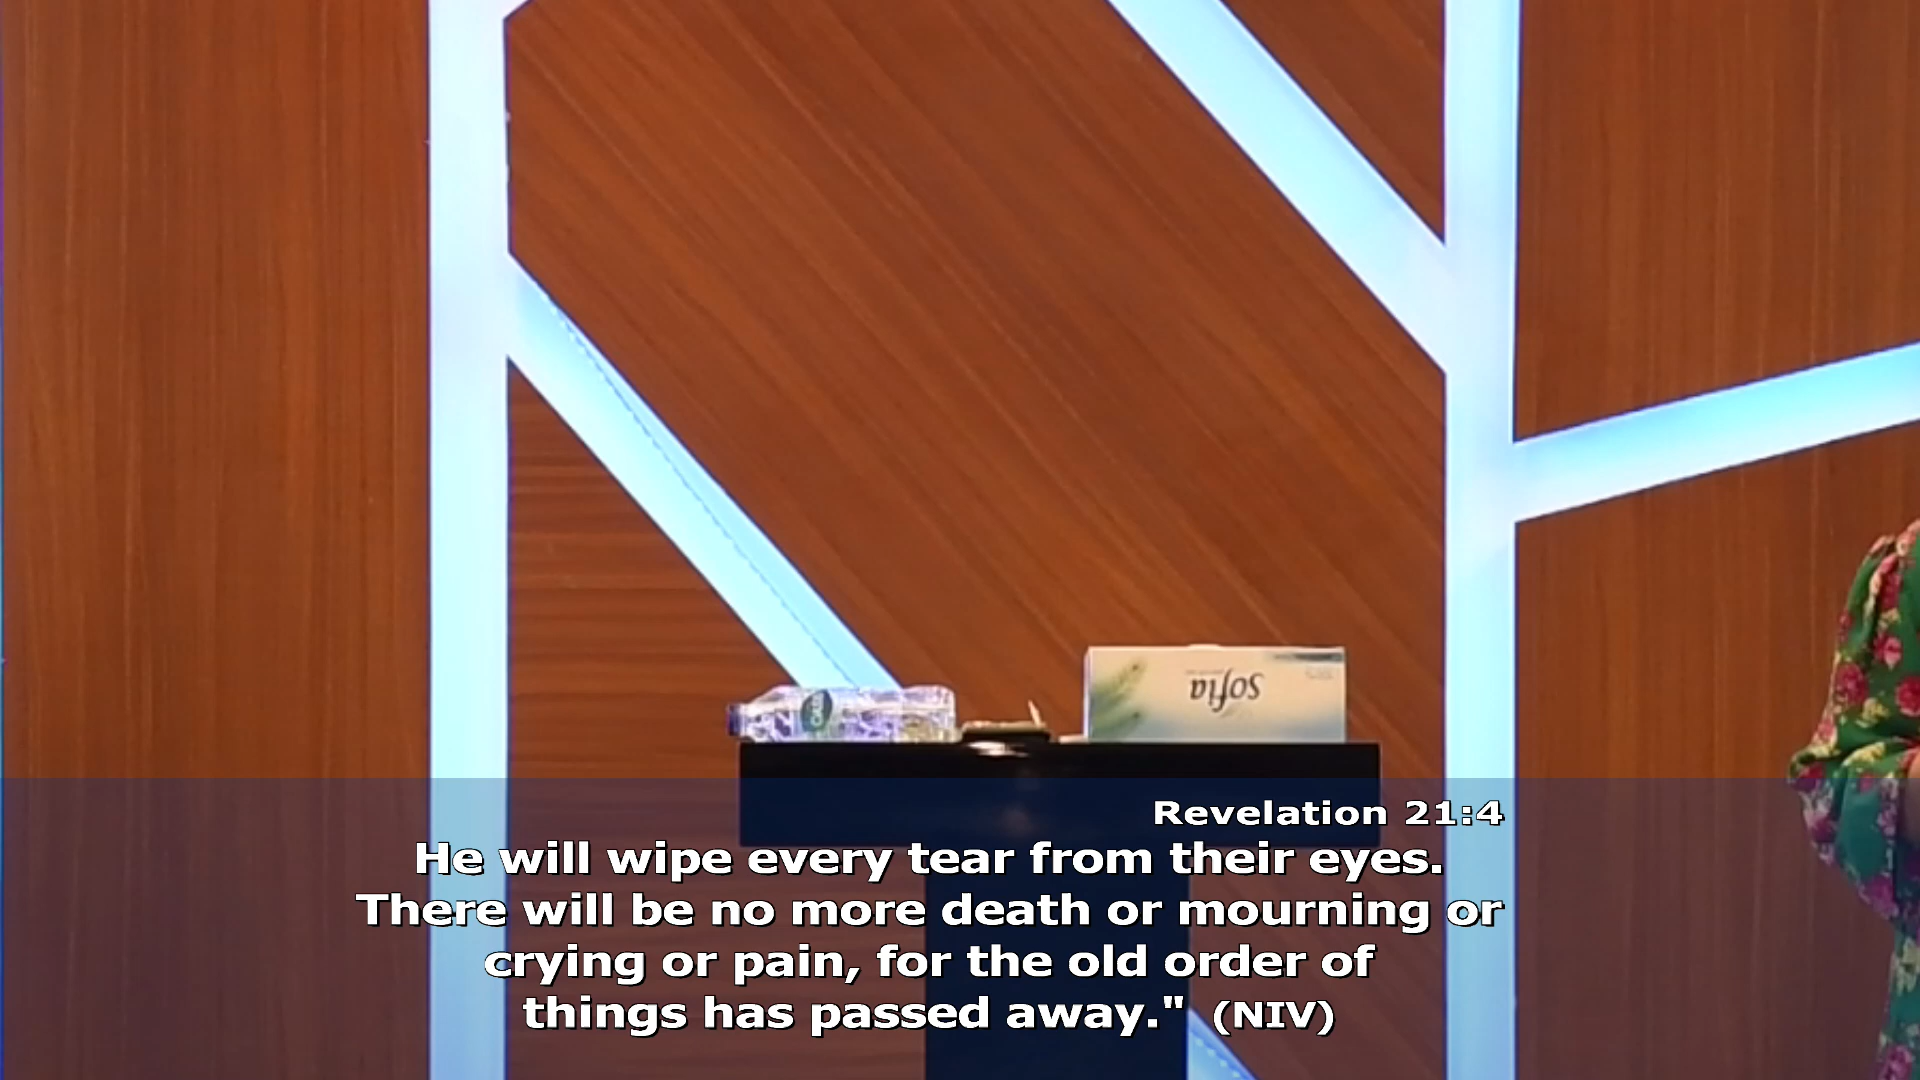 OASIS
sofia
Revelation 21:4
He will wipe every tear from their eyes.
There will be no more death or mourning or
crying or pain, for the old order of
things has passed away." (NIV)